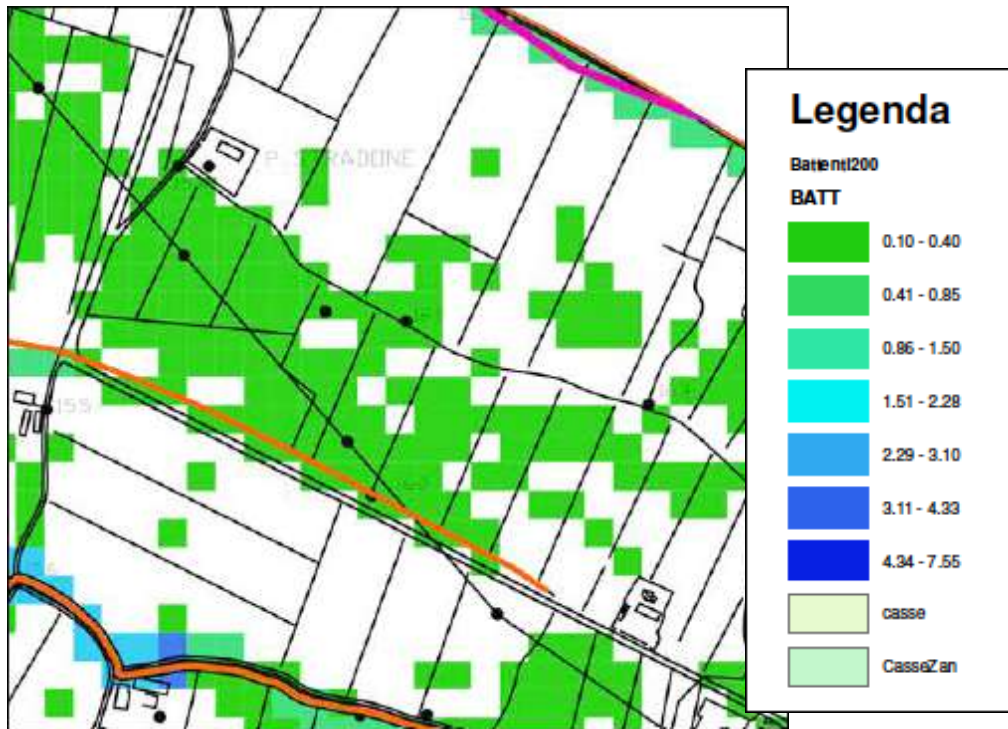 P. STRADONE
155
Legenda
BattentI200
BATT
0.10 - 0.40
0.41 - 0.85
0.86 - 1.50
1.51 - 2.28
2.29 - 3.10
3.11 - 4.33
4.34 - 7.55
casse
CasseZan